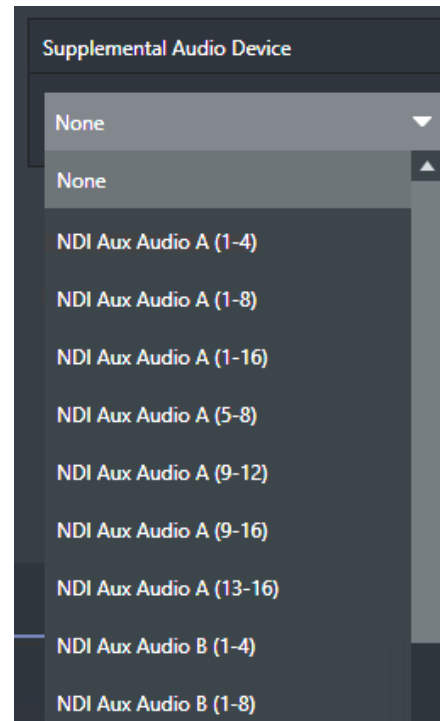 Supplemental Audio Device
None
None
NDI Aux Audio A (1-4)
NDI Aux Audio A (1-8)
NDI Aux Audio A (1-16)
NDI Aux Audio A (5-8)
NDI Aux Audio A (9-12)
NDI Aux Audio A (9-16)
NDI Aux Audio A (13-16)
NDI Aux Audio B (1-4)
NDI Aux Audio B (1-8)